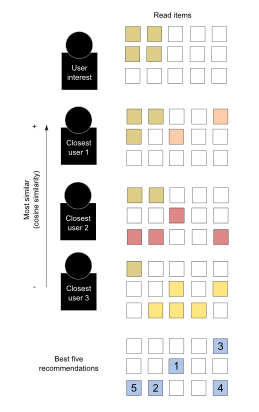 Read items
User
interest
+
Closest
user 1
Most similar
(cosine similarity)
Closest
user 2
-
Closest
user 3
Best five
recommendations
3
1
5 2 4